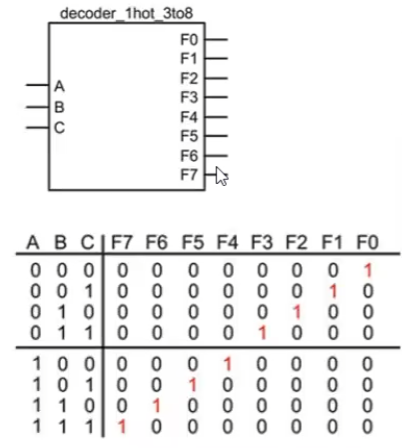 decoder_1hot_3to8
F0
F1
F2
A F3
B F4
C F5
F6
F7
A B C F7 F6 F5 F4 F3 F2 F1 F0
0 0 0 0 0 0 0 0 0 0 1
0 0 1 0 0 0 0 0 0 1 0
0 1 0 0 0 0 0 0 1 0 0
0 1 1 0 0 0 0 1 0 0 0
1 0 0 0 0 0 1 0 0 0 0
1 0 1 0 0 1 0 0 0 0 0
1 1 0 0 1 0 0 0 0 0 0
1 1 1 1 0 0 0 0 0 0 0